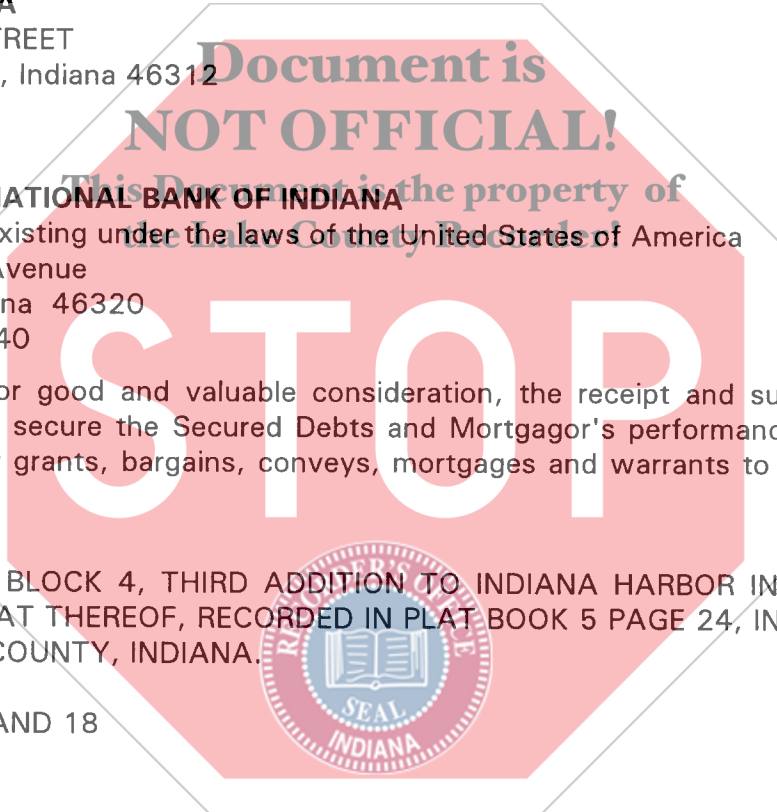 A
TREET
, Indiana 46312
Document is
NOT OFFICIAL!
This Document is the property of
NATIONAL BANK OF INDIANA
the Lake County Recorder!
existing under the laws of the United States of America
Avenue
na 46320
40
STOP
or good and valuable consideration, the receipt and su
secure the Secured Debts and Mortgagor's performanc
grants, bargains, conveys, mortgages and warrants to
BLOCK 4, THIRD ADDITION TO INDIANA HARBOR IN
AT THEREOF, RECORDED IN PLAT BOOK 5 PAGE 24, IN
COUNTY, INDIANA.
RECORDER'S OFFICE
SEAL
INDIANA
AND 18